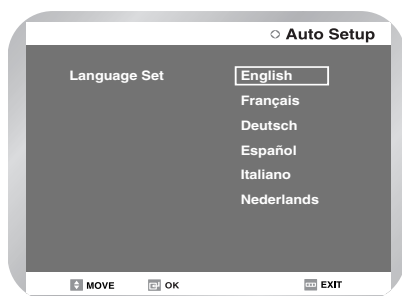 Auto Setup
Language Set English
Français
Deutsch
Español
Italiano
Nederlands
MOVE OK EXIT